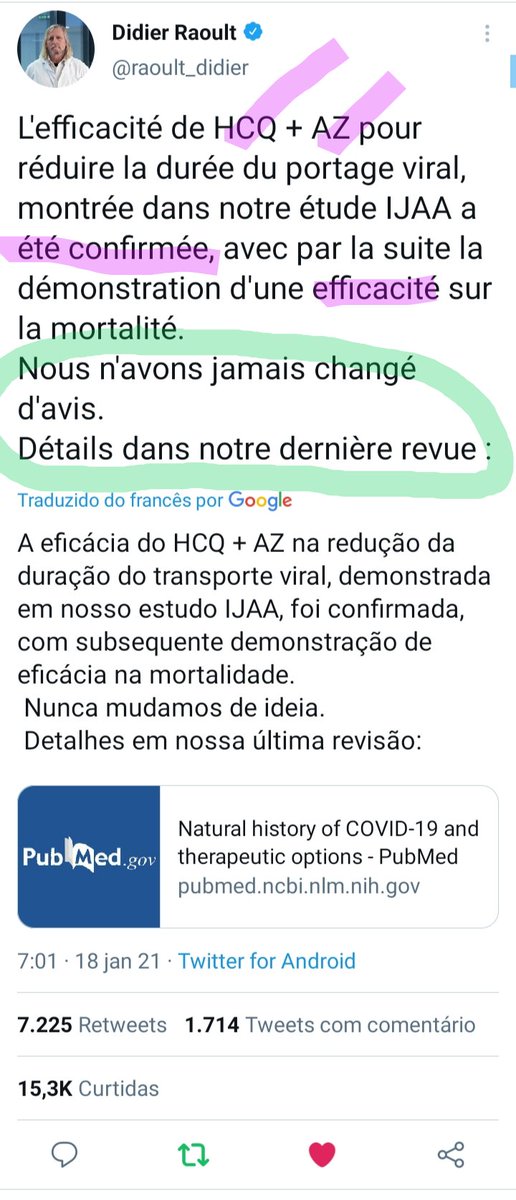 Didier Raoult
@raoult_didier
L'efficacité de HCQ + AZ pour
réduire la durée du portage viral,
montrée dans notre étude IJAA a
été confirmée, avec par la suite la
démonstration d'une efficacité sur
la mortalité.
Nous n'avons jamais changé
d'avis.
Détails dans notre dernière revue :
Traduzido do francês por Google
A eficácia do HCQ + AZ na redução da
duração do transporte viral, demonstrada
em nosso estudo IJAA, foi confirmada,
com subsequente demonstração de
eficácia na mortalidade.
Nunca mudamos de ideia.
Detalhes em nossa última revisão:
PubMed.gov
Natural history of COVID-19 and
therapeutic options - PubMed
pubmed.ncbi.nlm.nih.gov
7:01 · 18 jan 21 · Twitter for Android
7.225 Retweets 1.714 Tweets com comentário
15,3K Curtidas